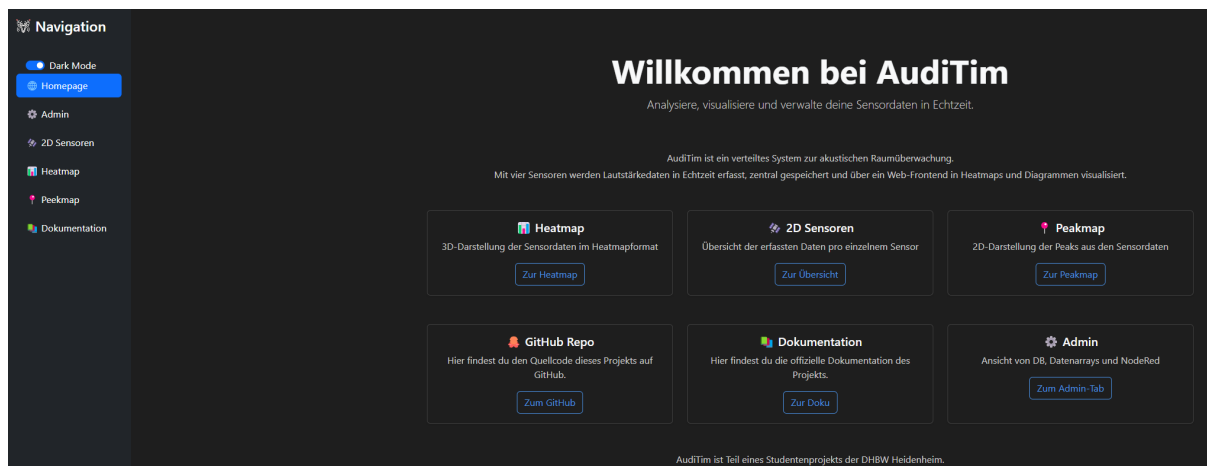 Navigation
Dark Mode
Homepage
Admin
2D Sensoren
Heatmap
Peekmap
Dokumentation
Willkommen bei AudiTim
Analysiere, visualisiere und verwalte deine Sensordaten in Echtzeit.
AudiTim ist ein verteiltes System zur akustischen Raumüberwachung.
Mit vier Sensoren werden Lautstärkedaten in Echtzeit erfasst, zentral gespeichert und über ein Web-Frontend in Heatmaps und Diagrammen visualisiert.
Heatmap
3D-Darstellung der Sensordaten im Heatmapformat
Zur Heatmap
2D Sensoren
Übersicht der erfassten Daten pro einzelnem Sensor
Zur Übersicht
Peakmap
2D-Darstellung der Peaks aus den Sensordaten
Zur Peakmap
GitHub Repo
Hier findest du den Quellcode dieses Projekts auf
GitHub.
Zum GitHub
Dokumentation
Hier findest du die offizielle Dokumentation des
Projekts.
Zur Doku
Admin
Ansicht von DB, Datenarrays und NodeRed
Zum Admin-Tab
AudiTim ist Teil eines Studentenprojekts der DHBW Heidenheim.